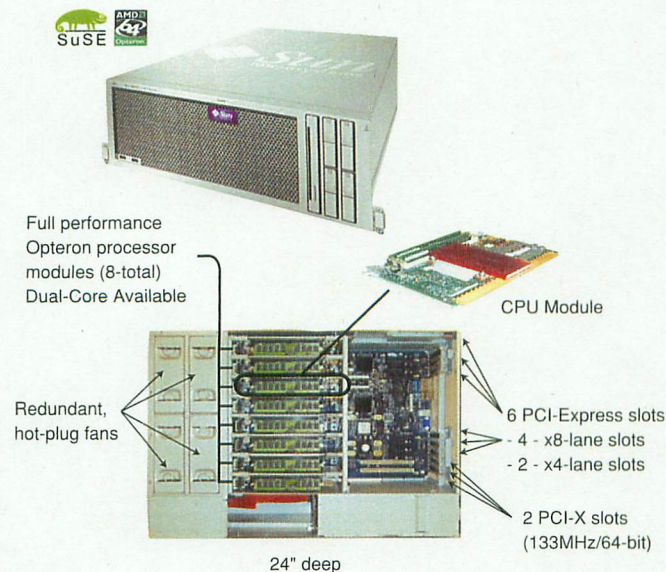 SuSE
AMD
64
Opteron
Sun
Sun
Full performance
Opteron processor
modules (8-total)
Dual-Core Available
CPU Module
Redundant,
hot-plug fans
6 PCI-Express slots
- 4 - x8-lane slots
- 2 - x4-lane slots
2 PCI-X slots
(133MHz/64-bit)
24" deep